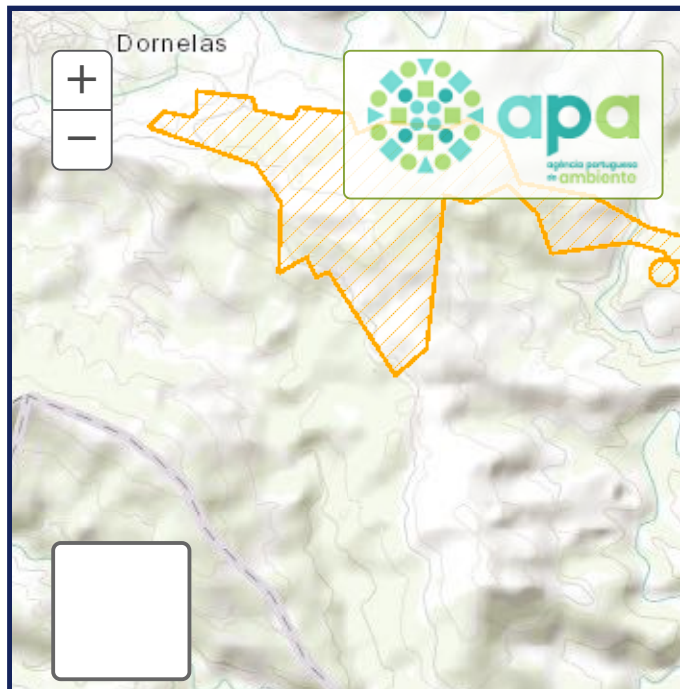 Dornelas
+
−
apa
agência portuguesa
do ambiente